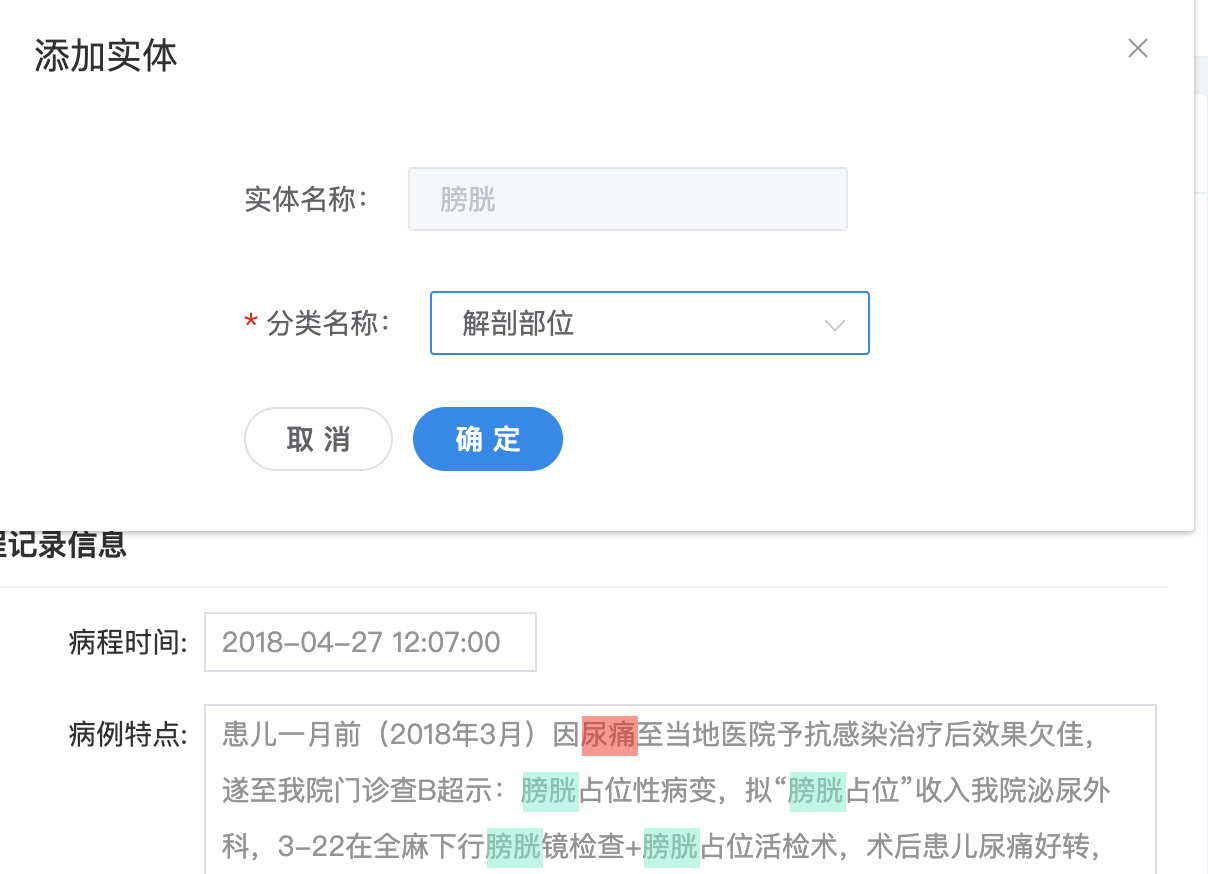 添加实体
实体名称：
膀胱
* 分类名称：
解剖部位
取 消
确 定
程记录信息
病程时间:
2018-04-27 12:07:00
病例特点:
患儿一月前（2018年3月）因尿痛至当地医院予抗感染治疗后效果欠佳，
遂至我院门诊查B超示：膀胱占位性病变，拟“膀胱占位”收入我院泌尿外
科，3-22在全麻下行膀胱镜检查+膀胱占位活检术，术后患儿尿痛好转，